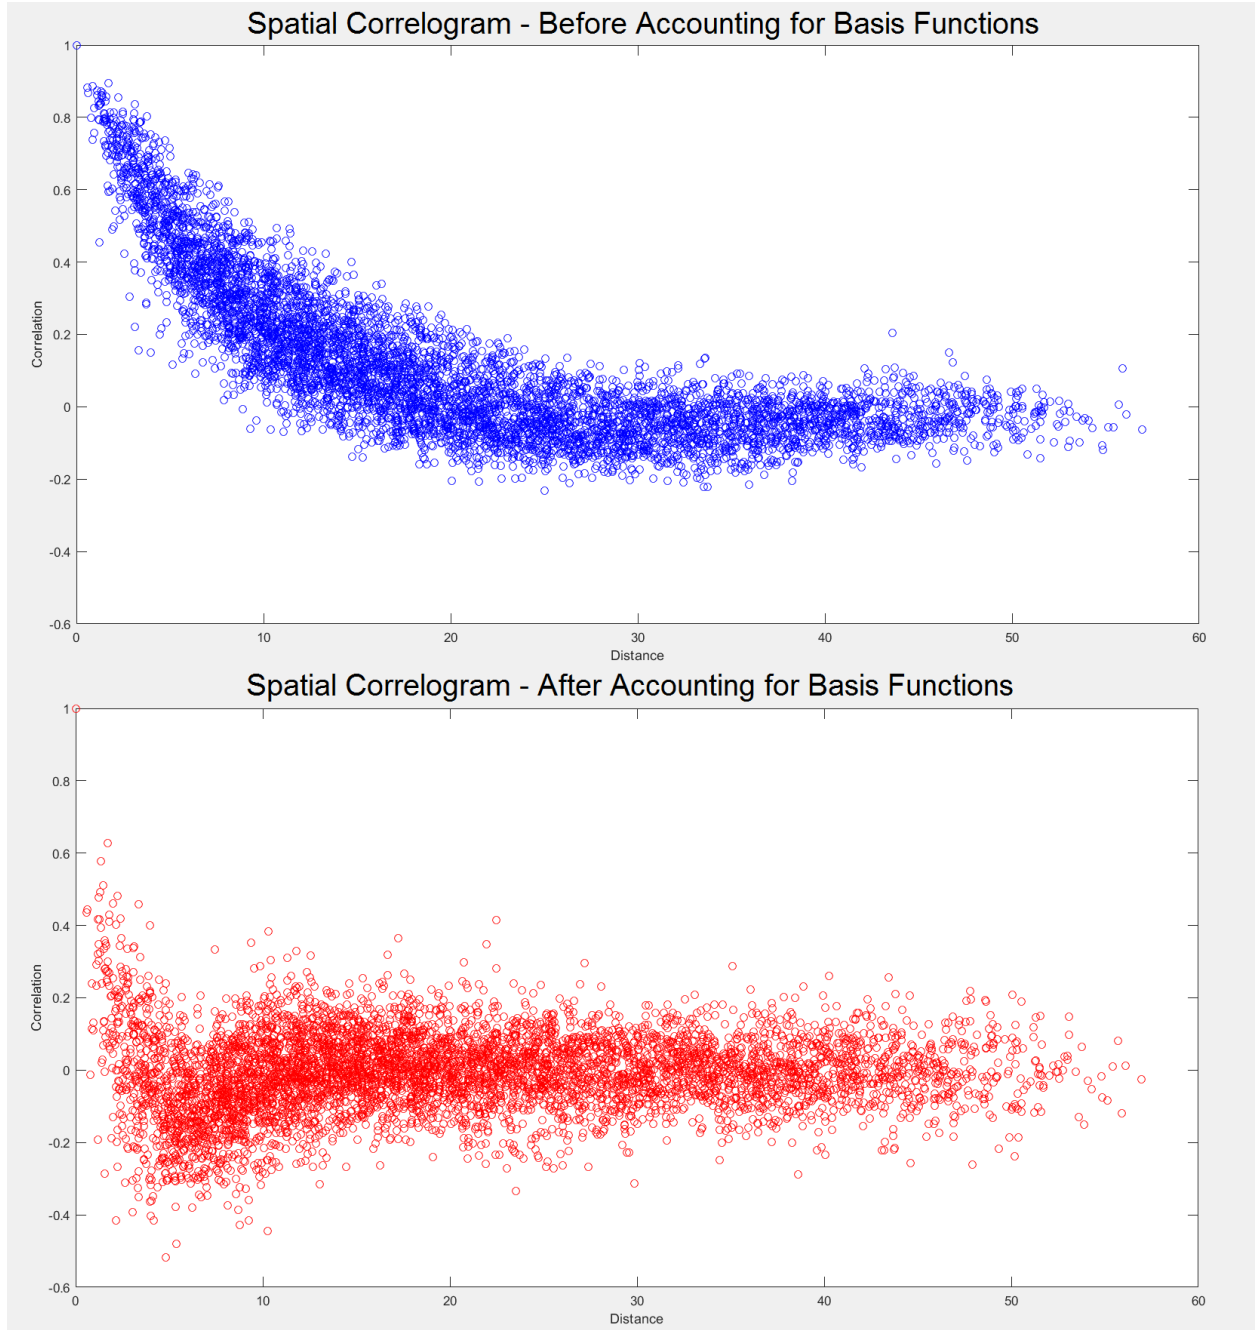 Spatial Correlogram - Before Accounting for Basis Functions
1
0.8
0.6
0.4
0.2
0
-0.2
-0.4
-0.6
Correlation
0 10 20 30 40 50 60
Distance
Spatial Correlogram - After Accounting for Basis Functions
1
0.8
0.6
0.4
0.2
0
-0.2
-0.4
-0.6
Correlation
0 10 20 30 40 50 60
Distance